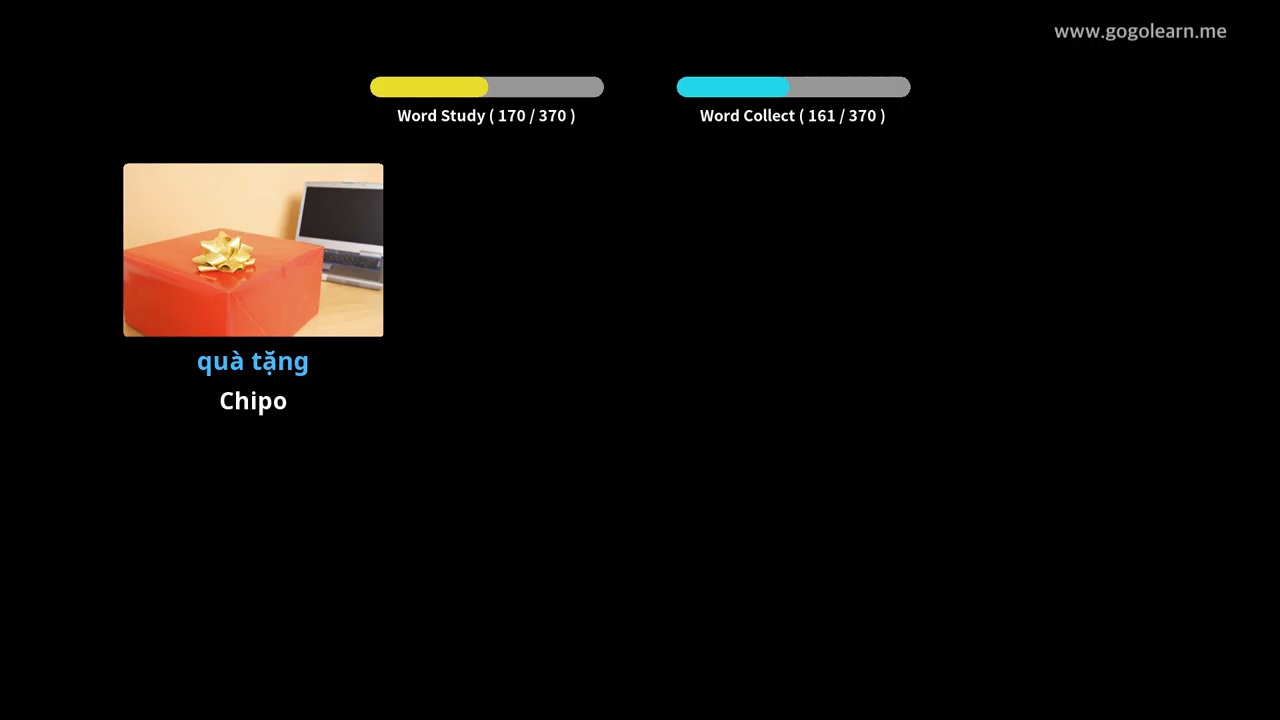 www.gogolearn.me
Word Study ( 170 / 370 )
Word Collect ( 161 / 370 )
quà tặng
Chipo